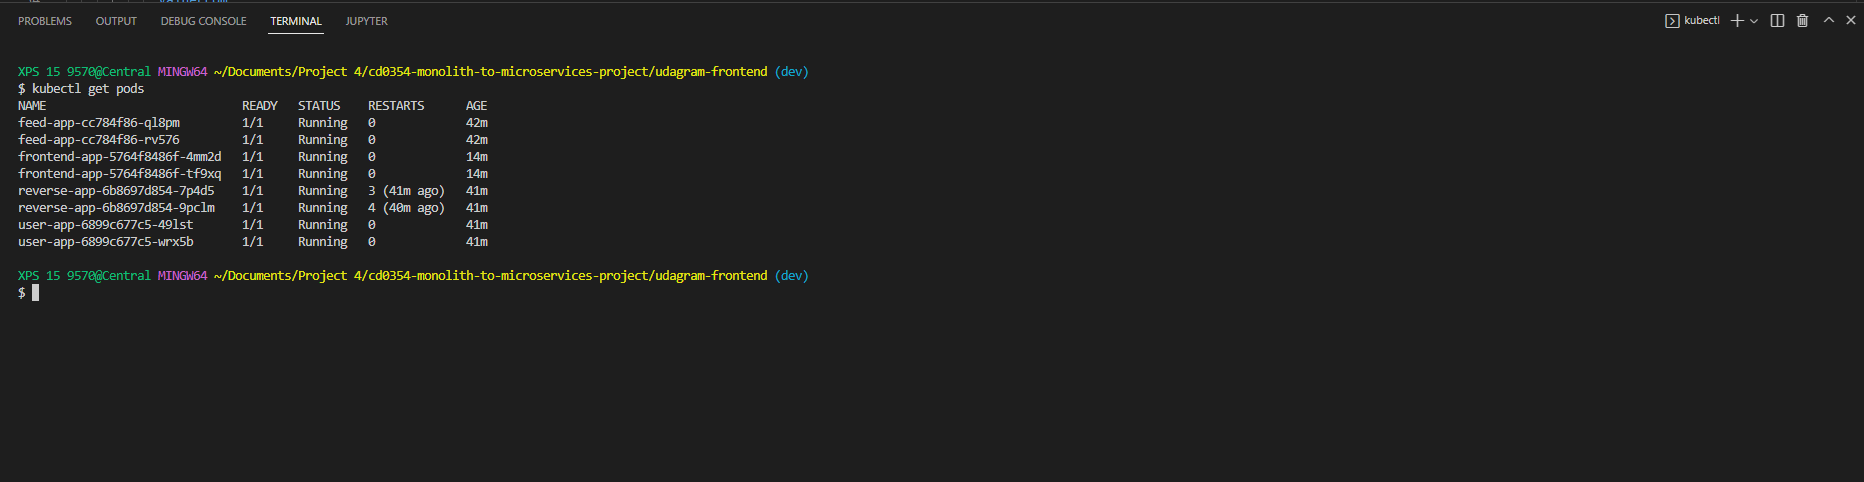 PROBLEMS OUTPUT DEBUG CONSOLE TERMINAL JUPYTER kubectl
XPS 15 9570@Central MINGW64 ~/Documents/Project 4/cd0354-monolith-to-microservices-project/udagram-frontend (dev)
$ kubectl get pods
NAME READY STATUS RESTARTS AGE
feed-app-cc784f86-ql8pm 1/1 Running 0 42m
feed-app-cc784f86-rv576 1/1 Running 0 42m
frontend-app-5764f8486f-4mm2d 1/1 Running 0 14m
frontend-app-5764f8486f-tf9xq 1/1 Running 0 14m
reverse-app-6b8697d854-7p4d5 1/1 Running 3 (41m ago) 41m
reverse-app-6b8697d854-9pclm 1/1 Running 4 (40m ago) 41m
user-app-6899c677c5-49lst 1/1 Running 0 41m
user-app-6899c677c5-wrx5b 1/1 Running 0 41m
XPS 15 9570@Central MINGW64 ~/Documents/Project 4/cd0354-monolith-to-microservices-project/udagram-frontend (dev)
$